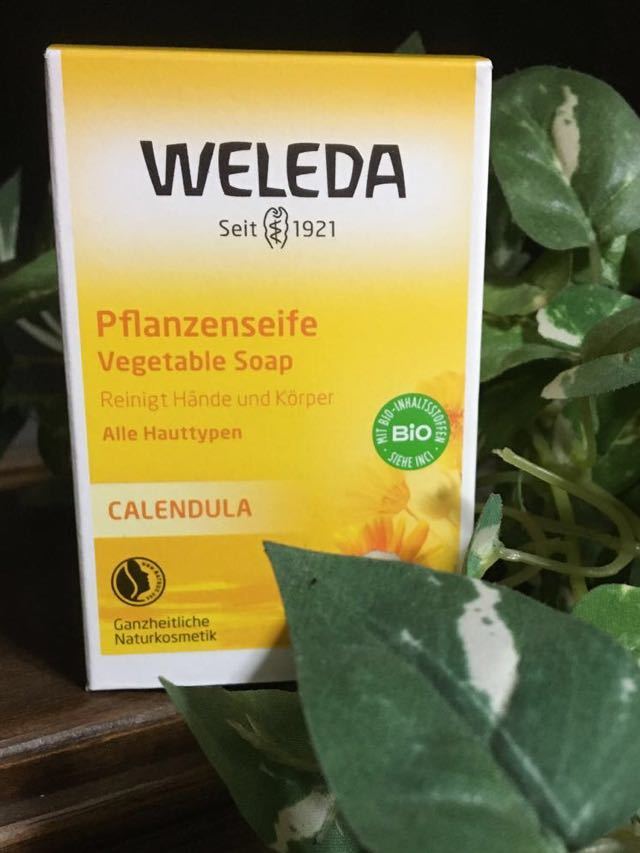 WELEDA
Seit 1921
Pflanzenseife
Vegetable Soap
Reinigt Hände und Körper
Alle Hauttypen
MIT BIO-INHALTSSTOFFEN
BiO
SIEHE INCI
CALENDULA
Ganzheitliche
Naturkosmetik